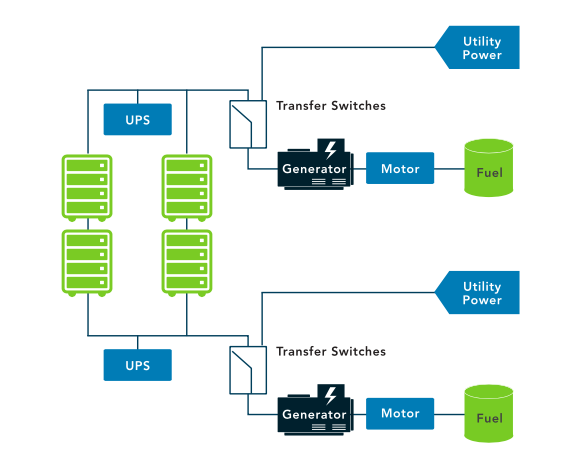 Utility
Power
Transfer Switches
UPS
Generator
Motor
Fuel
Utility
Power
Transfer Switches
UPS
Generator
Motor
Fuel